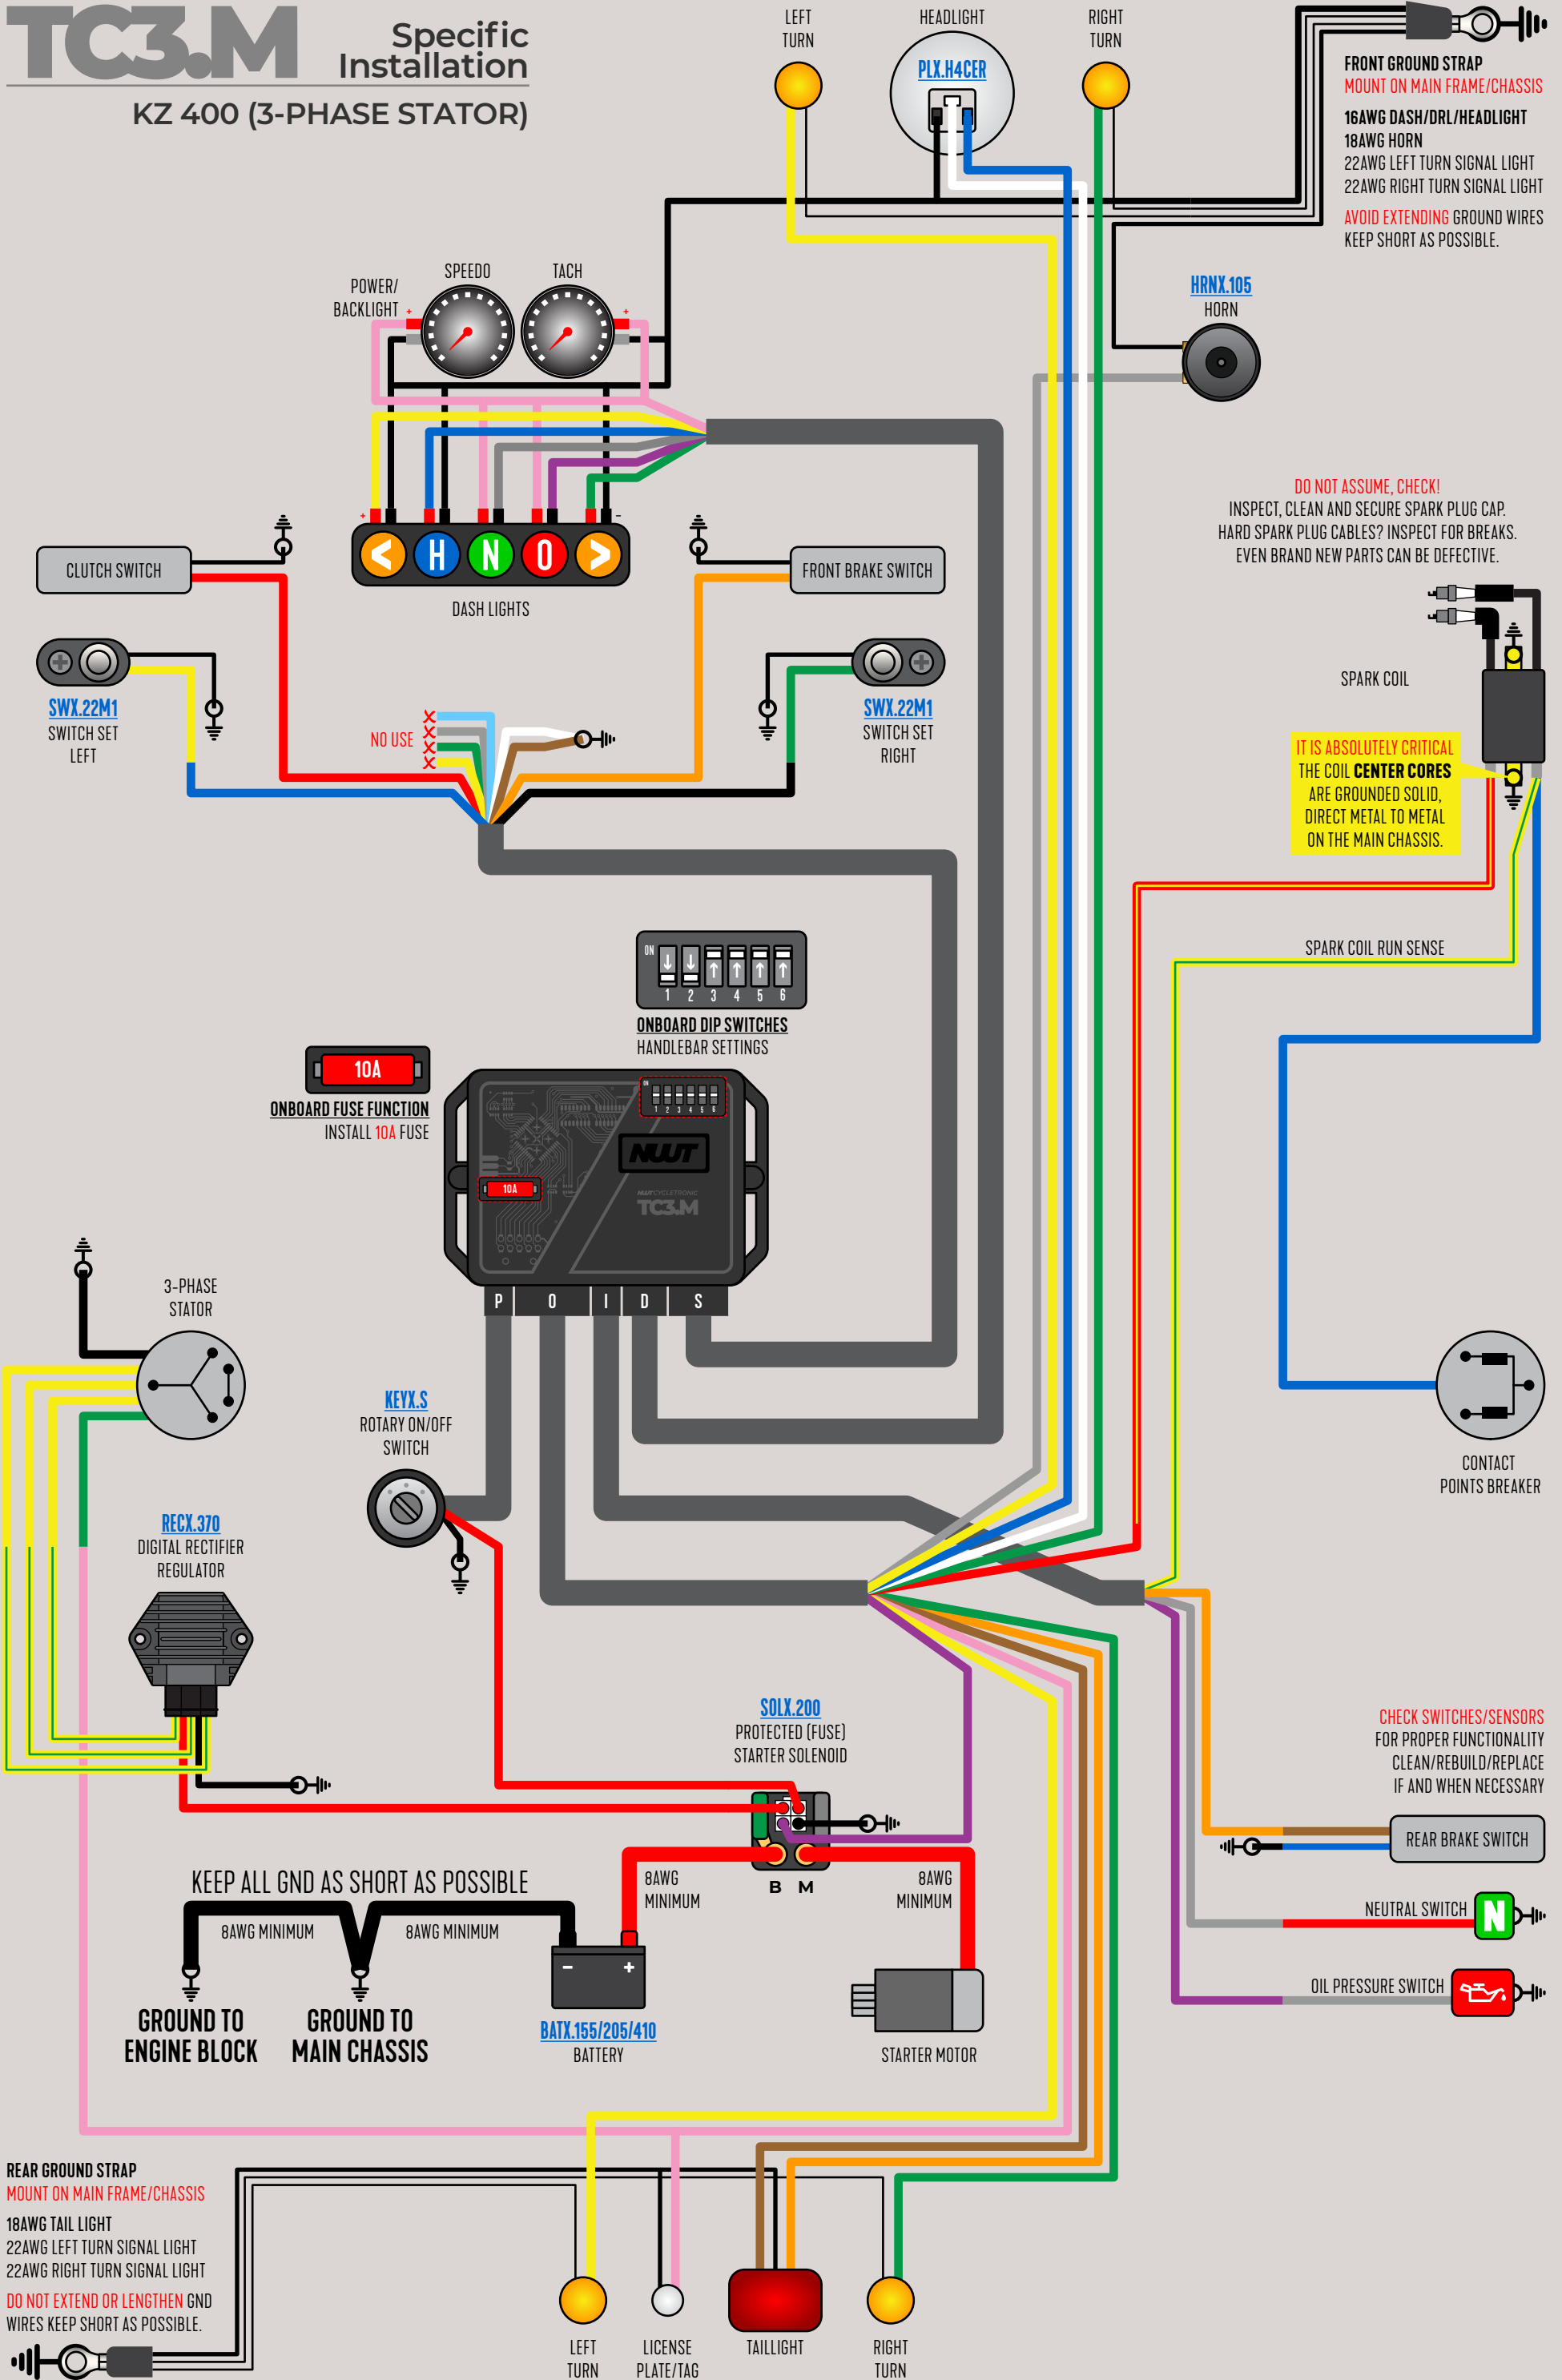 TC3.M
Specific
Installation
KZ 400 (3-PHASE STATOR)
LEFT
TURN
HEADLIGHT
PLX.H4CER
RIGHT
TURN
FRONT GROUND STRAP
MOUNT ON MAIN FRAME/CHASSIS
16AWG DASH/DRL/HEADLIGHT
18AWG HORN
22AWG LEFT TURN SIGNAL LIGHT
22AWG RIGHT TURN SIGNAL LIGHT
AVOID EXTENDING GROUND WIRES
KEEP SHORT AS POSSIBLE.
POWER/
BACKLIGHT
SPEEDO
TACH
+
+
HRNX.105
HORN
+
–
< H N O >
DASH LIGHTS
CLUTCH SWITCH
FRONT BRAKE SWITCH
DO NOT ASSUME, CHECK!
INSPECT, CLEAN AND SECURE SPARK PLUG CAP.
HARD SPARK PLUG CABLES? INSPECT FOR BREAKS.
EVEN BRAND NEW PARTS CAN BE DEFECTIVE.
SWX.22M1
SWITCH SET
LEFT
NO USE
X
X
X
X
SWX.22M1
SWITCH SET
RIGHT
SPARK COIL
IT IS ABSOLUTELY CRITICAL
THE COIL CENTER CORES
ARE GROUNDED SOLID,
DIRECT METAL TO METAL
ON THE MAIN CHASSIS.
SPARK COIL RUN SENSE
ON
1 2 3 4 5 6
ONBOARD DIP SWITCHES
HANDLEBAR SETTINGS
10A
ONBOARD FUSE FUNCTION
INSTALL 10A FUSE
ON
1 2 3 4 5 6
NWT
10A
NWT CYCLETRONIC
TC3.M
P O I D S
3-PHASE
STATOR
KEYX.S
ROTARY ON/OFF
SWITCH
CONTACT
POINTS BREAKER
RECX.370
DIGITAL RECTIFIER
REGULATOR
SOLX.200
PROTECTED (FUSE)
STARTER SOLENOID
B M
CHECK SWITCHES/SENSORS
FOR PROPER FUNCTIONALITY
CLEAN/REBUILD/REPLACE
IF AND WHEN NECESSARY
REAR BRAKE SWITCH
NEUTRAL SWITCH
N
OIL PRESSURE SWITCH
KEEP ALL GND AS SHORT AS POSSIBLE
8AWG MINIMUM
8AWG MINIMUM
8AWG
MINIMUM
8AWG
MINIMUM
– +
GROUND TO
ENGINE BLOCK
GROUND TO
MAIN CHASSIS
BATX.155/205/410
BATTERY
STARTER MOTOR
REAR GROUND STRAP
MOUNT ON MAIN FRAME/CHASSIS
18AWG TAIL LIGHT
22AWG LEFT TURN SIGNAL LIGHT
22AWG RIGHT TURN SIGNAL LIGHT
DO NOT EXTEND OR LENGTHEN GND
WIRES KEEP SHORT AS POSSIBLE.
LEFT
TURN
LICENSE
PLATE/TAG
TAILLIGHT
RIGHT
TURN